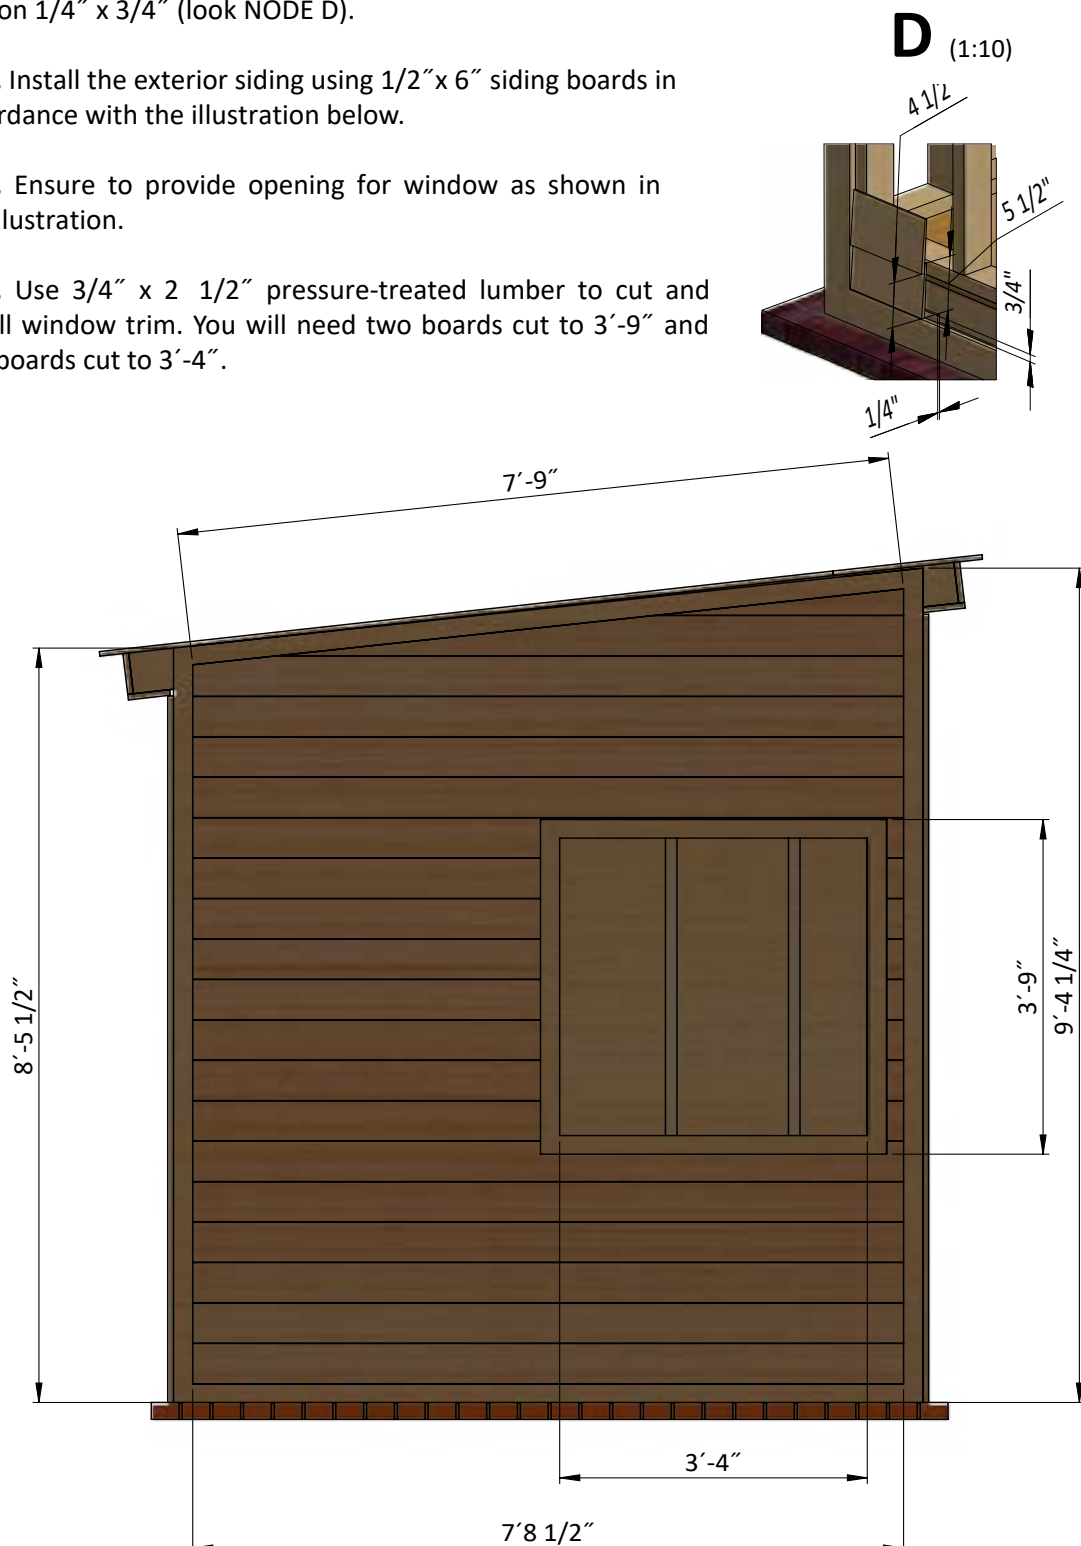 on 1/4″ x 3/4″ (look NODE D).
. Install the exterior siding using 1/2″x 6″ siding boards in
rdance with the illustration below.
. Ensure to provide opening for window as shown in
llustration.
. Use 3/4″ x 2 1/2″ pressure-treated lumber to cut and
ll window trim. You will need two boards cut to 3′-9″ and
boards cut to 3′-4″.
D (1:10)
4 1/2
5 1/2"
3/4"
1/4"
7′-9″
8′-5 1/2″
3′-9″
9′-4 1/4″
3′-4″
7′8 1/2″